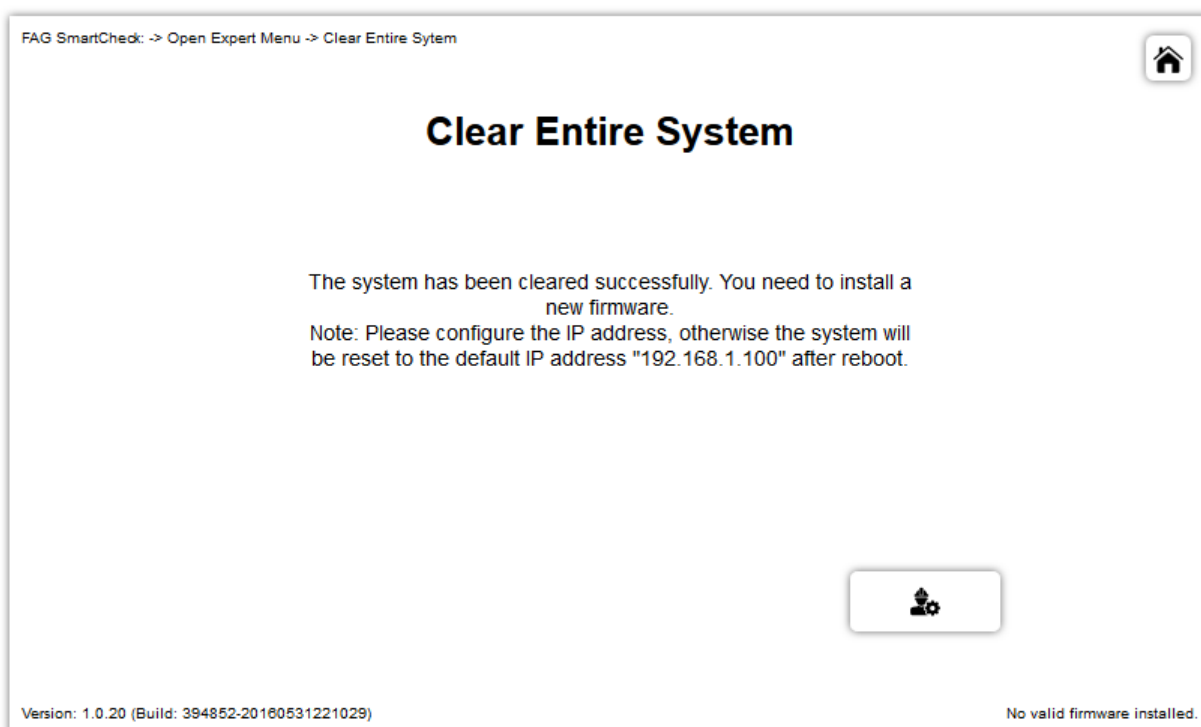 FAG SmartCheck: -> Open Expert Menu -> Clear Entire Sytem
Clear Entire System
The system has been cleared successfully. You need to install a
new firmware.
Note: Please configure the IP address, otherwise the system will
be reset to the default IP address "192.168.1.100" after reboot.
Version: 1.0.20 (Build: 394852-20160531221029)
No valid firmware installed.